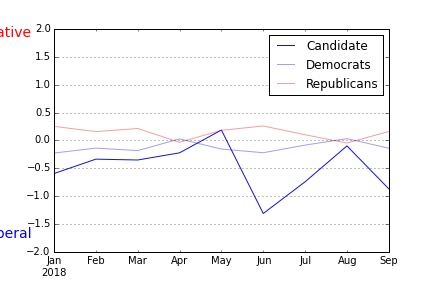 ative
2.0
1.5
1.0
0.5
0.0
−0.5
−1.0
−1.5
−2.0
beral
Candidate
Democrats
Republicans
Jan Feb Mar Apr May Jun Jul Aug Sep
2018